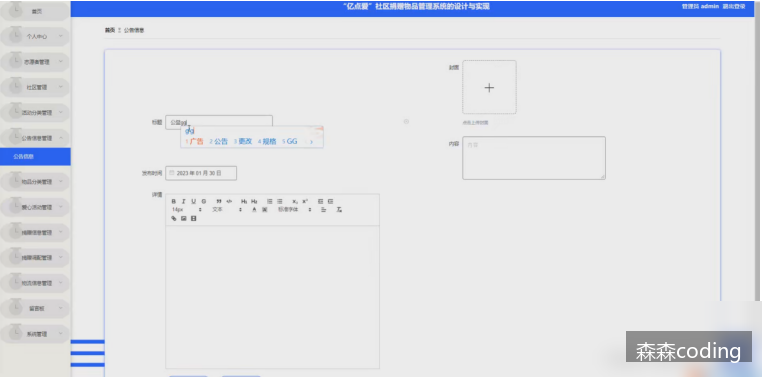 "亿点爱"社区捐赠物品管理系统的设计与实现
管理员 admin 退出登录
首页
个人中心
志愿者管理
社区管理
活动分类管理
公告信息管理
公告信息
物品分类管理
爱心活动管理
捐赠信息管理
捐赠调配管理
物流信息管理
留言板
系统管理
首页 公告信息
标题
公益gg
gg
1广告 2公告 3更改 4规格 5GG
封面
点击上传封面
内容
内容
发布时间
2023 年 01 月 30 日
详情
B I U S H₁ H₂ x₂ x²
14px 文本 标准字体
森森coding